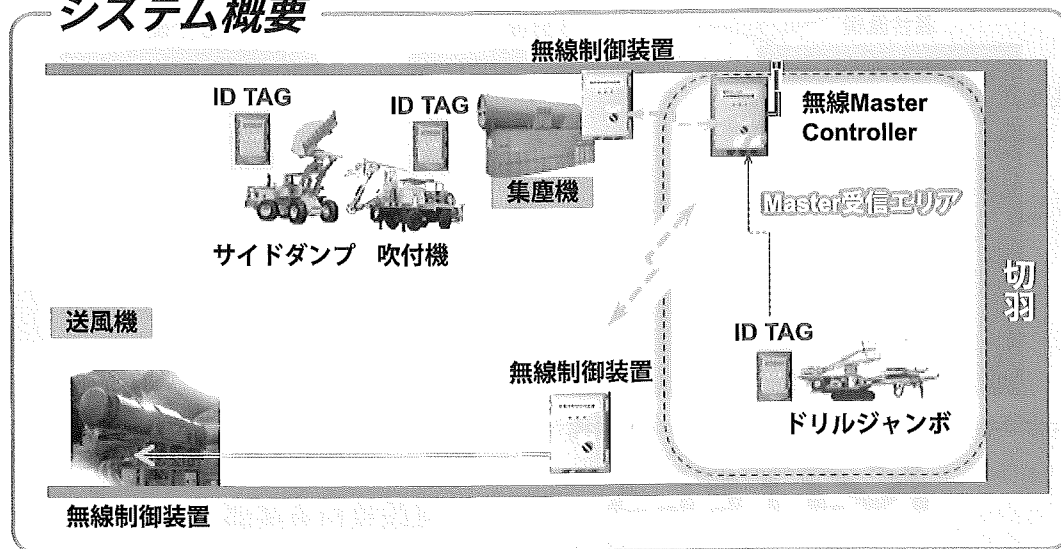 システム概要
無線制御装置
ID TAG
ID TAG
無線Master
Controller
集塵機
Master受信エリア
サイドダンプ
吹付機
切羽
送風機
ID TAG
無線制御装置
ドリルジャンボ
無線制御装置